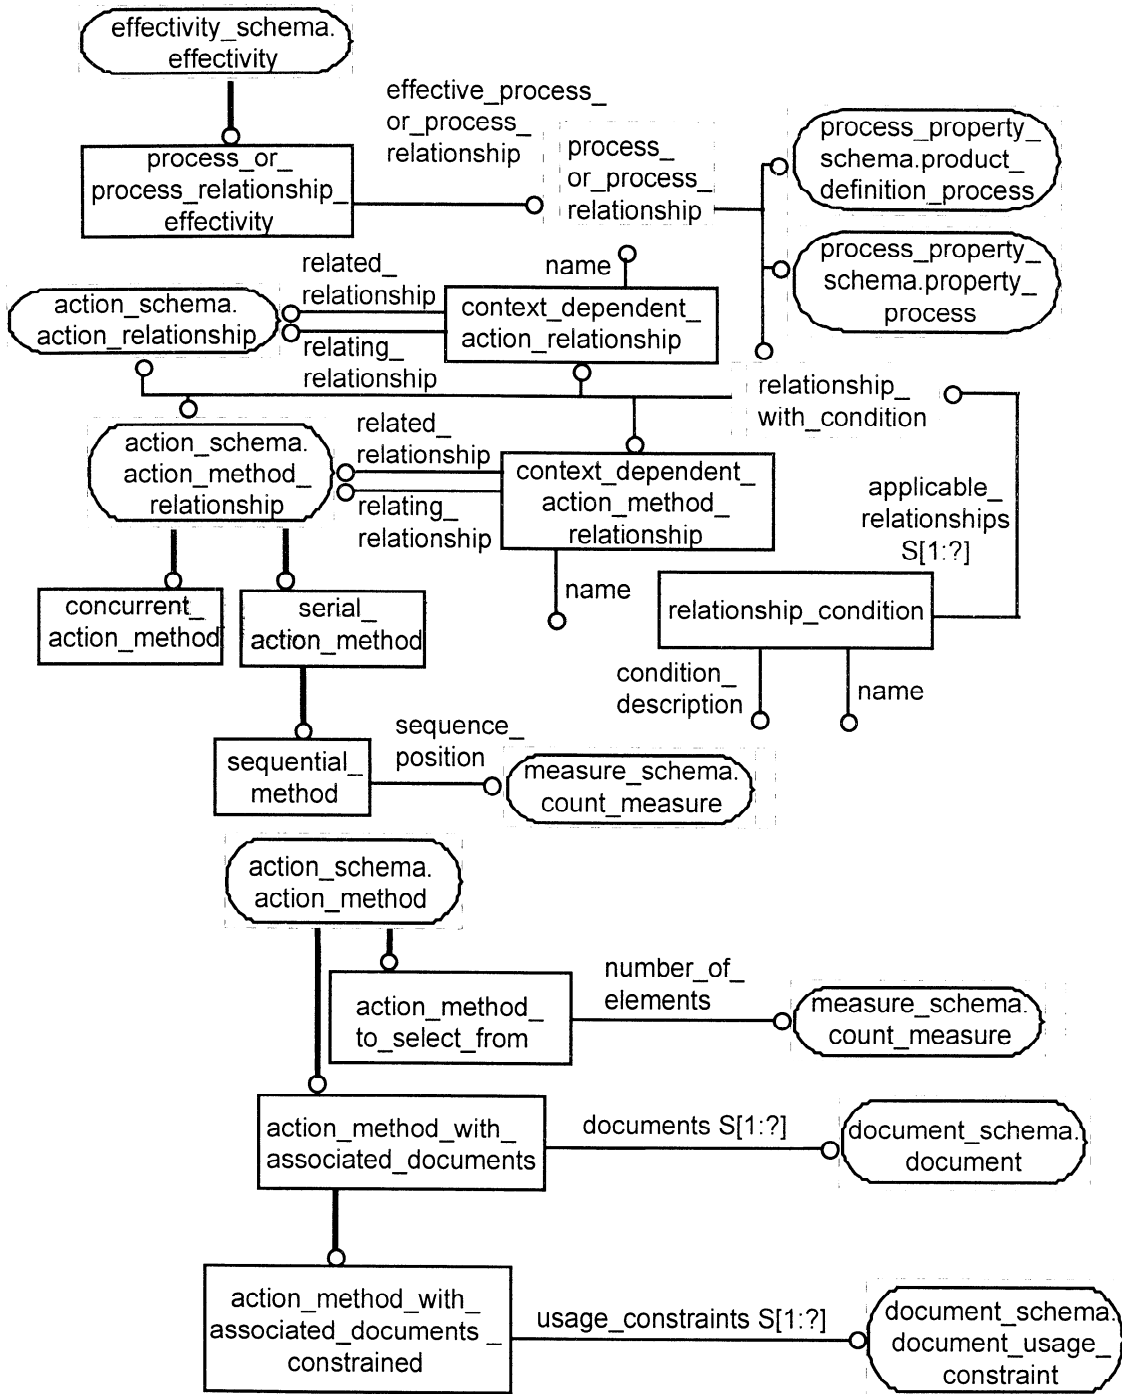 effectivity_schema.
effectivity
effective_process_
or_process_
relationship
process_or_
process_relationship_
effectivity
process_
or_process_
relationship
process_property_
schema.product_
definition_process
process_property_
schema.property_
process
related_
relationship
name
action_schema.
action_relationship
context_dependent_
action_relationship
relating_
relationship
relationship_
with_condition
action_schema.
action_method_
relationship
related_
relationship
relating_
relationship
context_dependent_
action_method_
relationship
applicable_
relationships
S[1:?]
concurrent_
action_method
serial_
action_method
name
relationship_condition
condition_
description
name
sequential_
method
sequence_
position
measure_schema.
count_measure
action_schema.
action_method
action_method_
to_select_from
number_of_
elements
measure_schema.
count_measure
action_method_with_
associated_documents
documents S[1:?]
document_schema.
document
action_method_with_
associated_documents_
constrained
usage_constraints S[1:?]
document_schema.
document_usage_
constraint